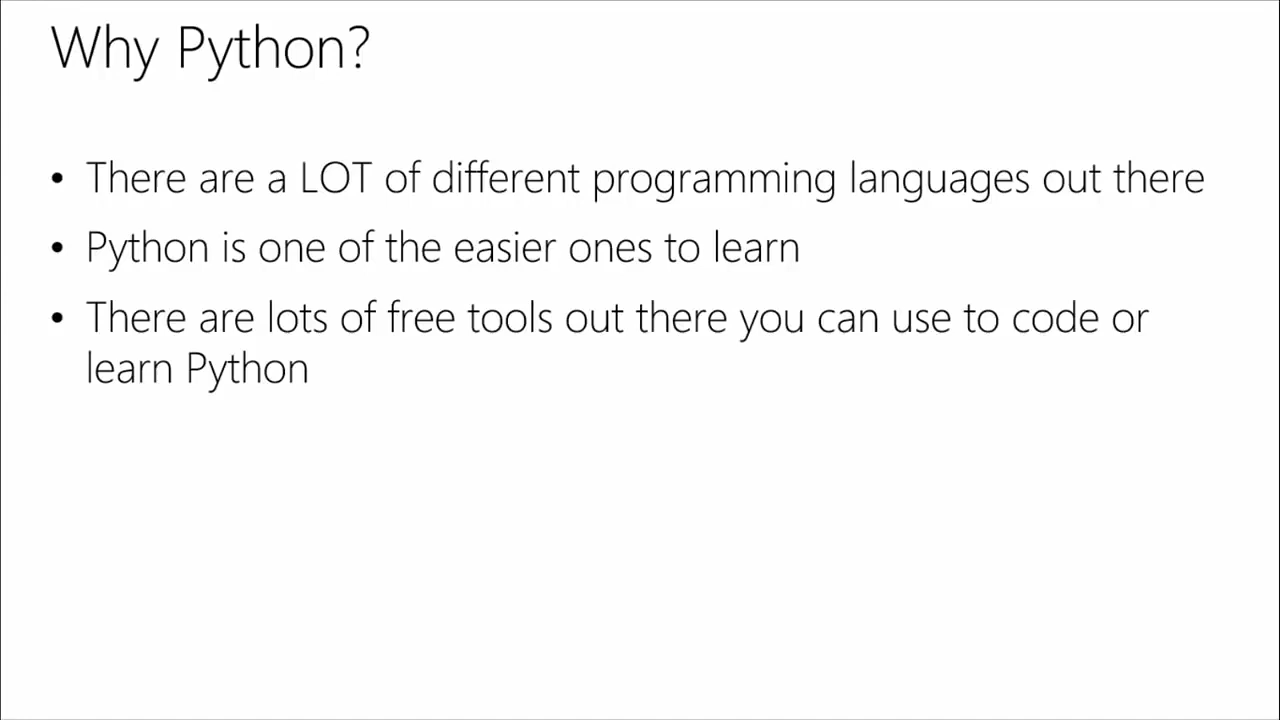 Why Python?
• There are a LOT of different programming languages out there
• Python is one of the easier ones to learn
• There are lots of free tools out there you can use to code or
learn Python